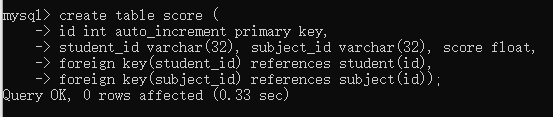 mysql> create table score (
    -> id int auto_increment primary key,
    -> student_id varchar(32), subject_id varchar(32), score float,
    -> foreign key(student_id) references student(id),
    -> foreign key(subject_id) references subject(id));
Query OK, 0 rows affected (0.33 sec)